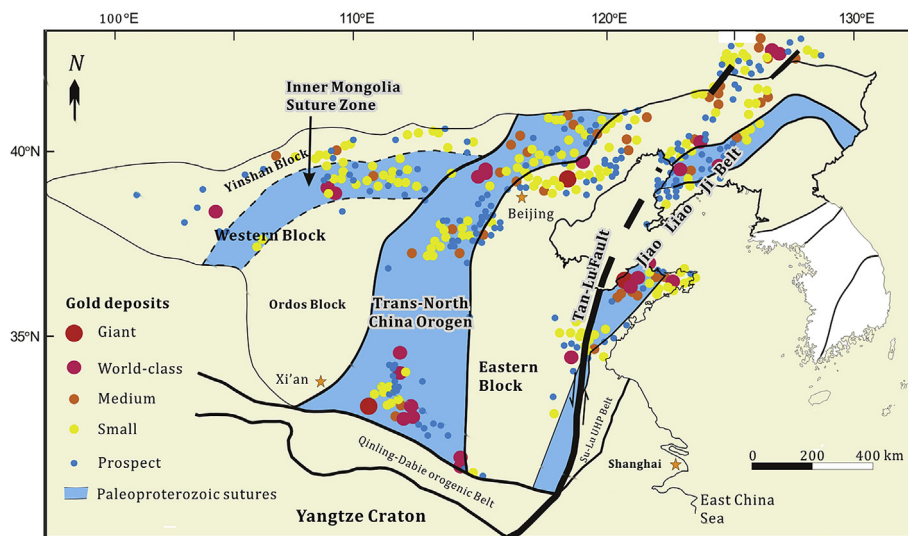 100°E
110°E
120°E
130°E
N
Inner Mongolia
Suture Zone
40°N
Yinshan Block
Beijing
Jiao Liao Ji Belt
Western Block
Tan-Lu Fault
Gold deposits
Ordos Block
Trans-North
China Orogen
Giant
35°N
World-class
Eastern
Block
Xi'an
Medium
Small
Su-Lu UHP Belt
Prospect
Qinling-Dabie orogenic Belt
Shanghai
0 200 400 km
Paleoproterozoic sutures
East China
Sea
Yangtze Craton